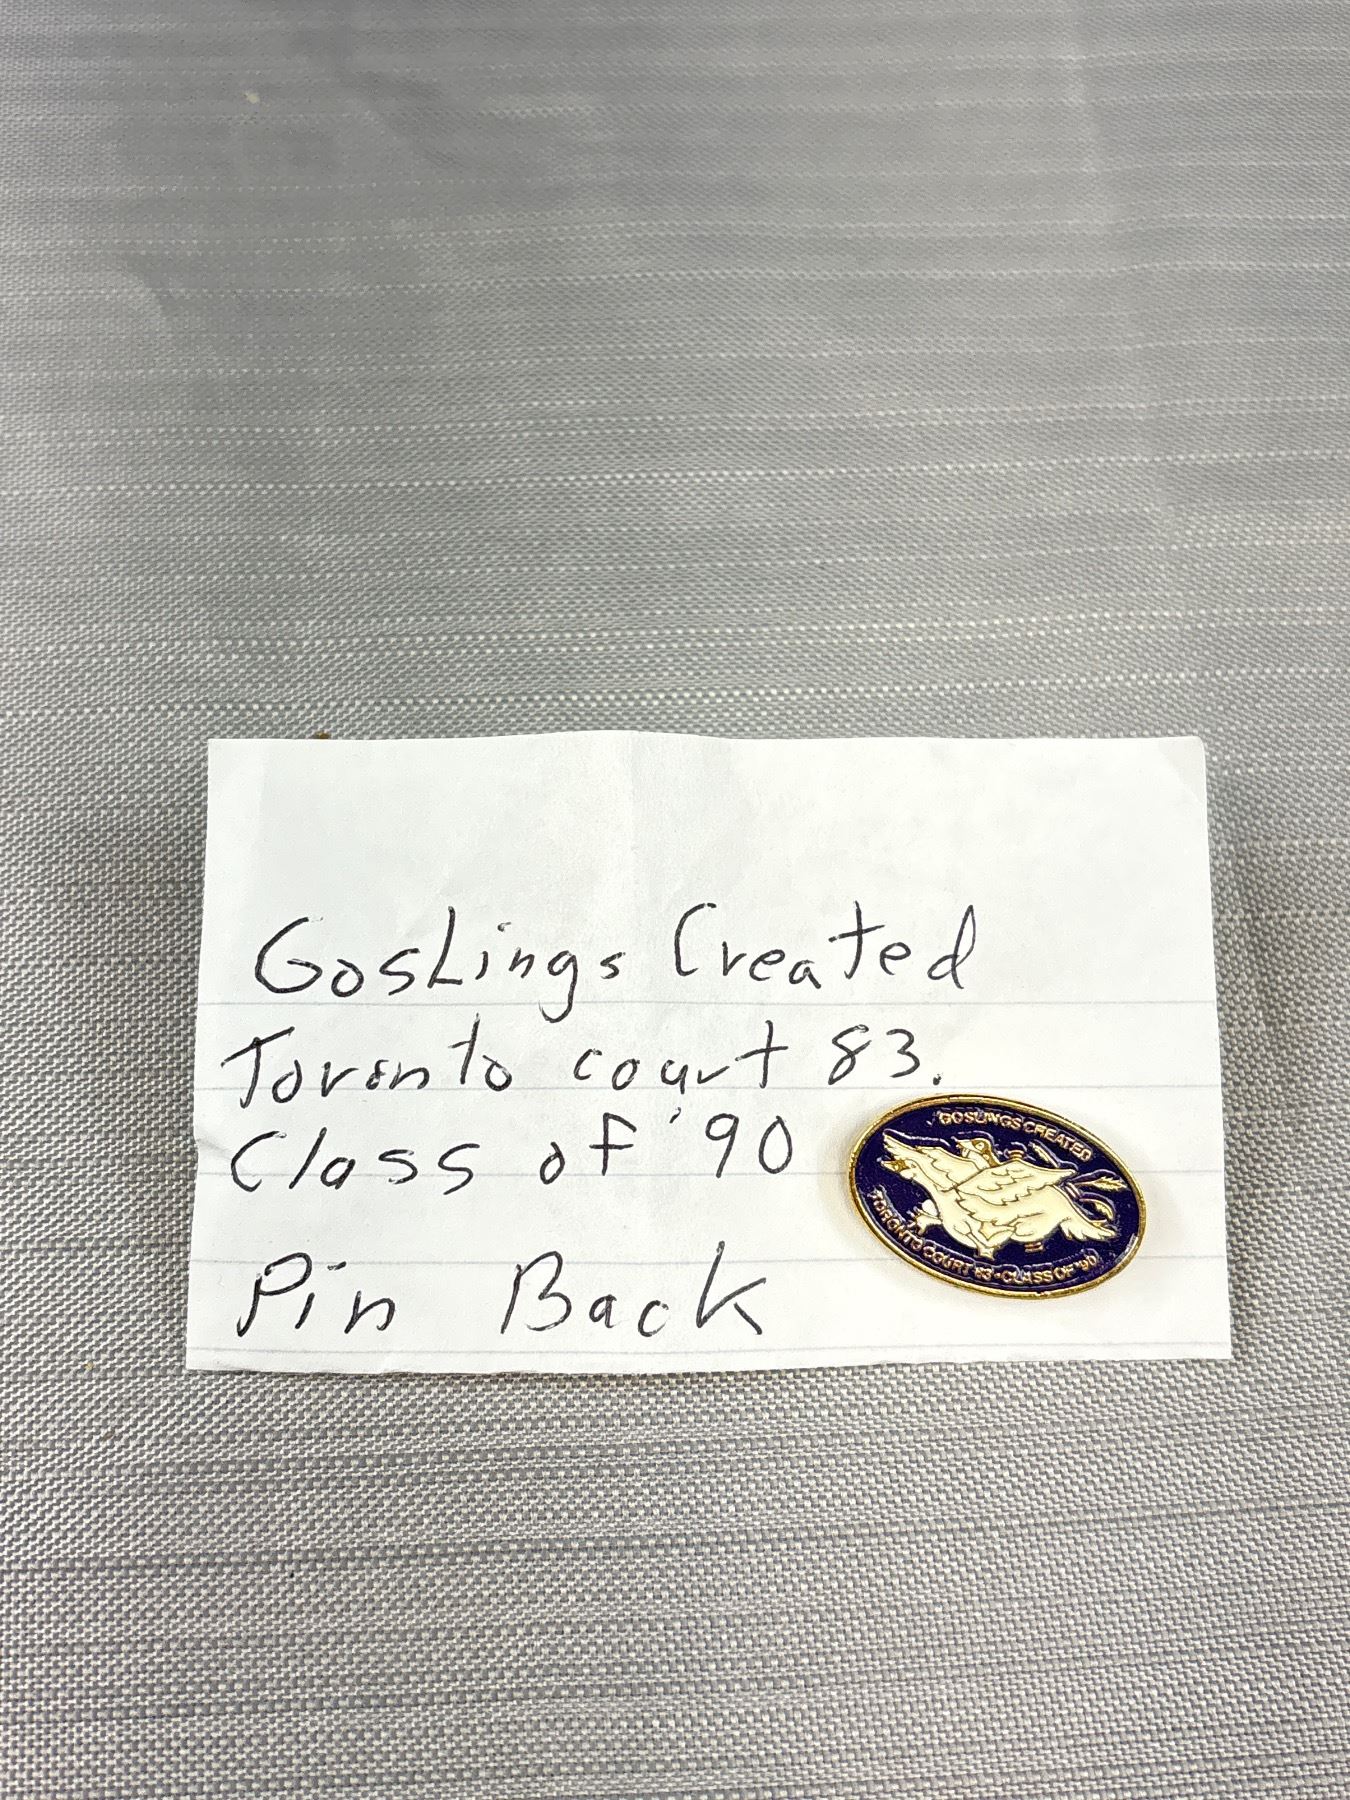 GosLings Created
Toronto court 83.
Class of '90
Pin Back
GOSLINGS CREATED
TORONTO COURT 83 • CLASS OF '90